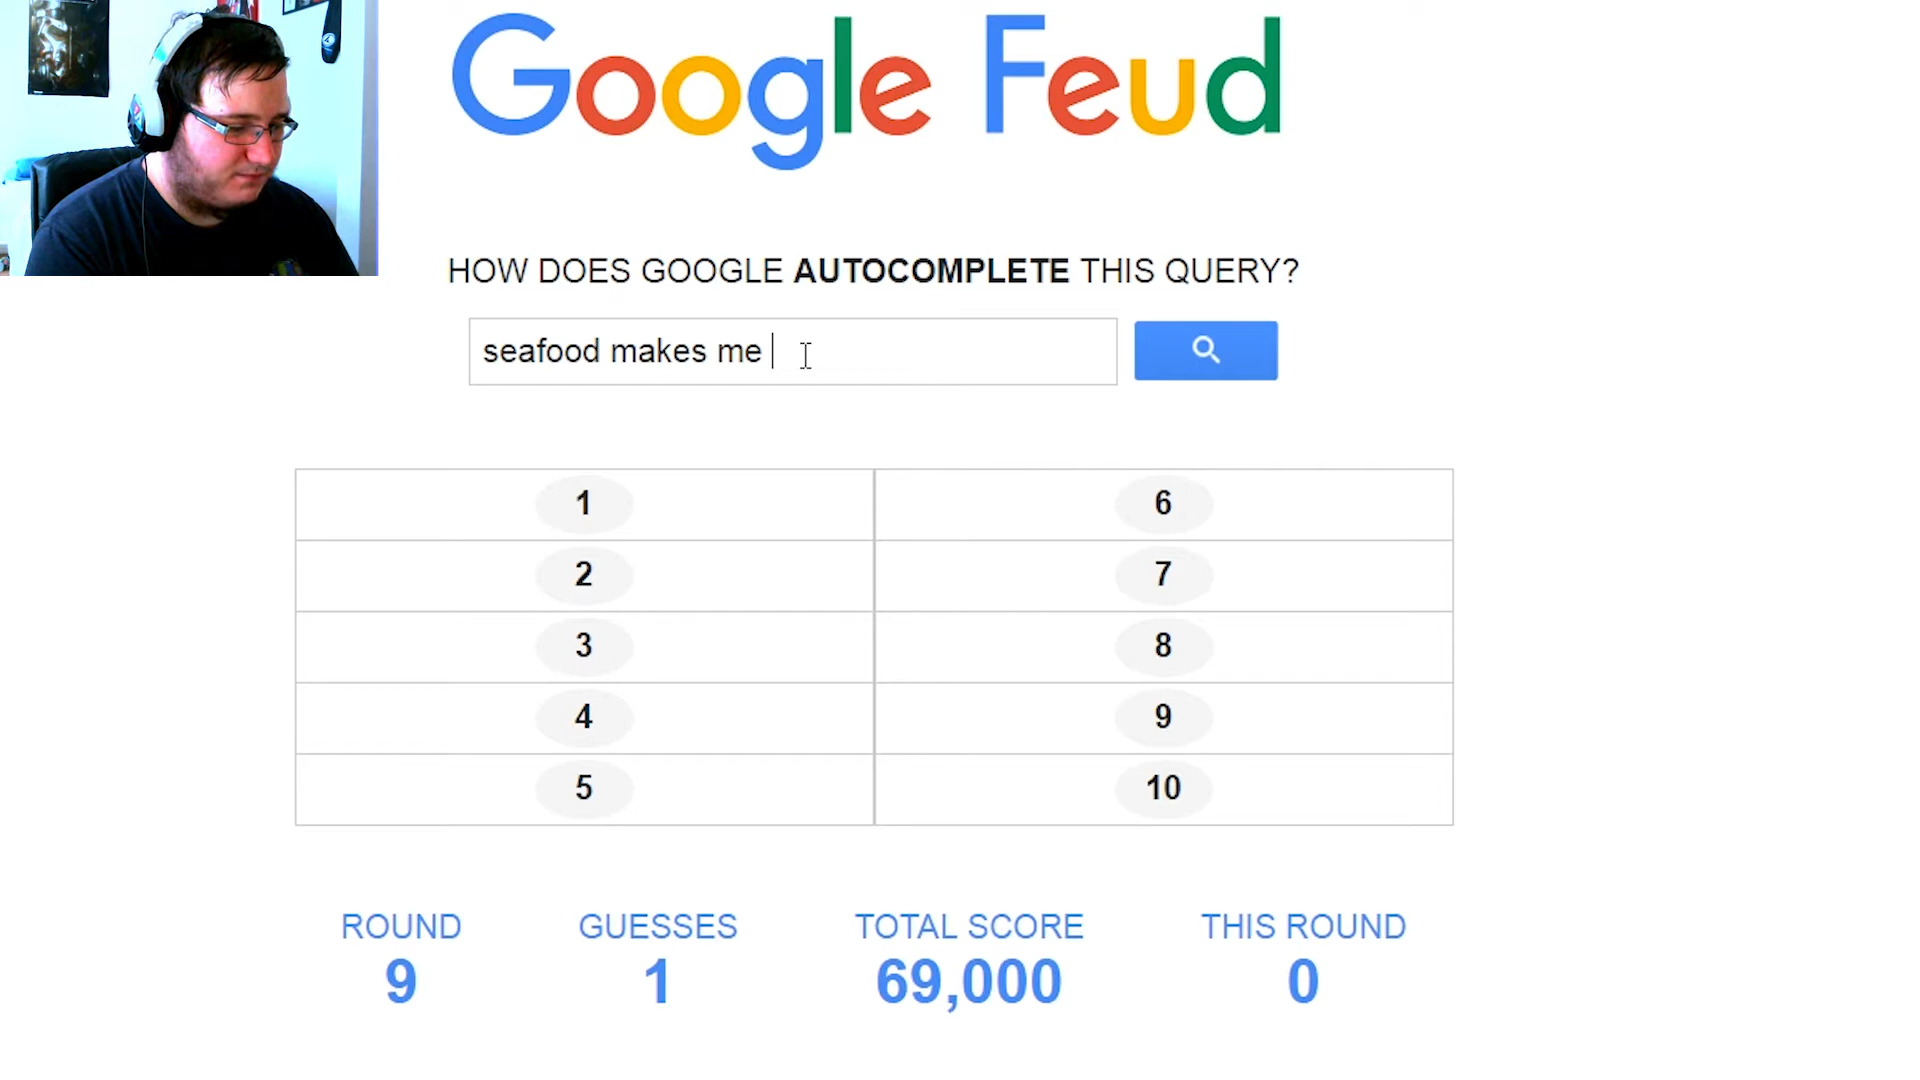 Google Feud
HOW DOES GOOGLE AUTOCOMPLETE THIS QUERY?
seafood makes me
1 6
2 7
3 8
4 9
5 10
ROUND GUESSES TOTAL SCORE THIS ROUND
9 1 69,000 0